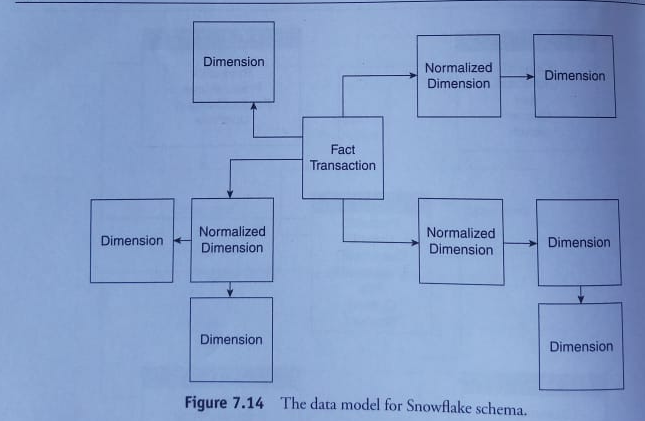 Dimension
Normalized
Dimension
Dimension
Fact
Transaction
Dimension
Normalized
Dimension
Normalized
Dimension
Dimension
Dimension
Dimension
Figure 7.14 The data model for Snowflake schema.